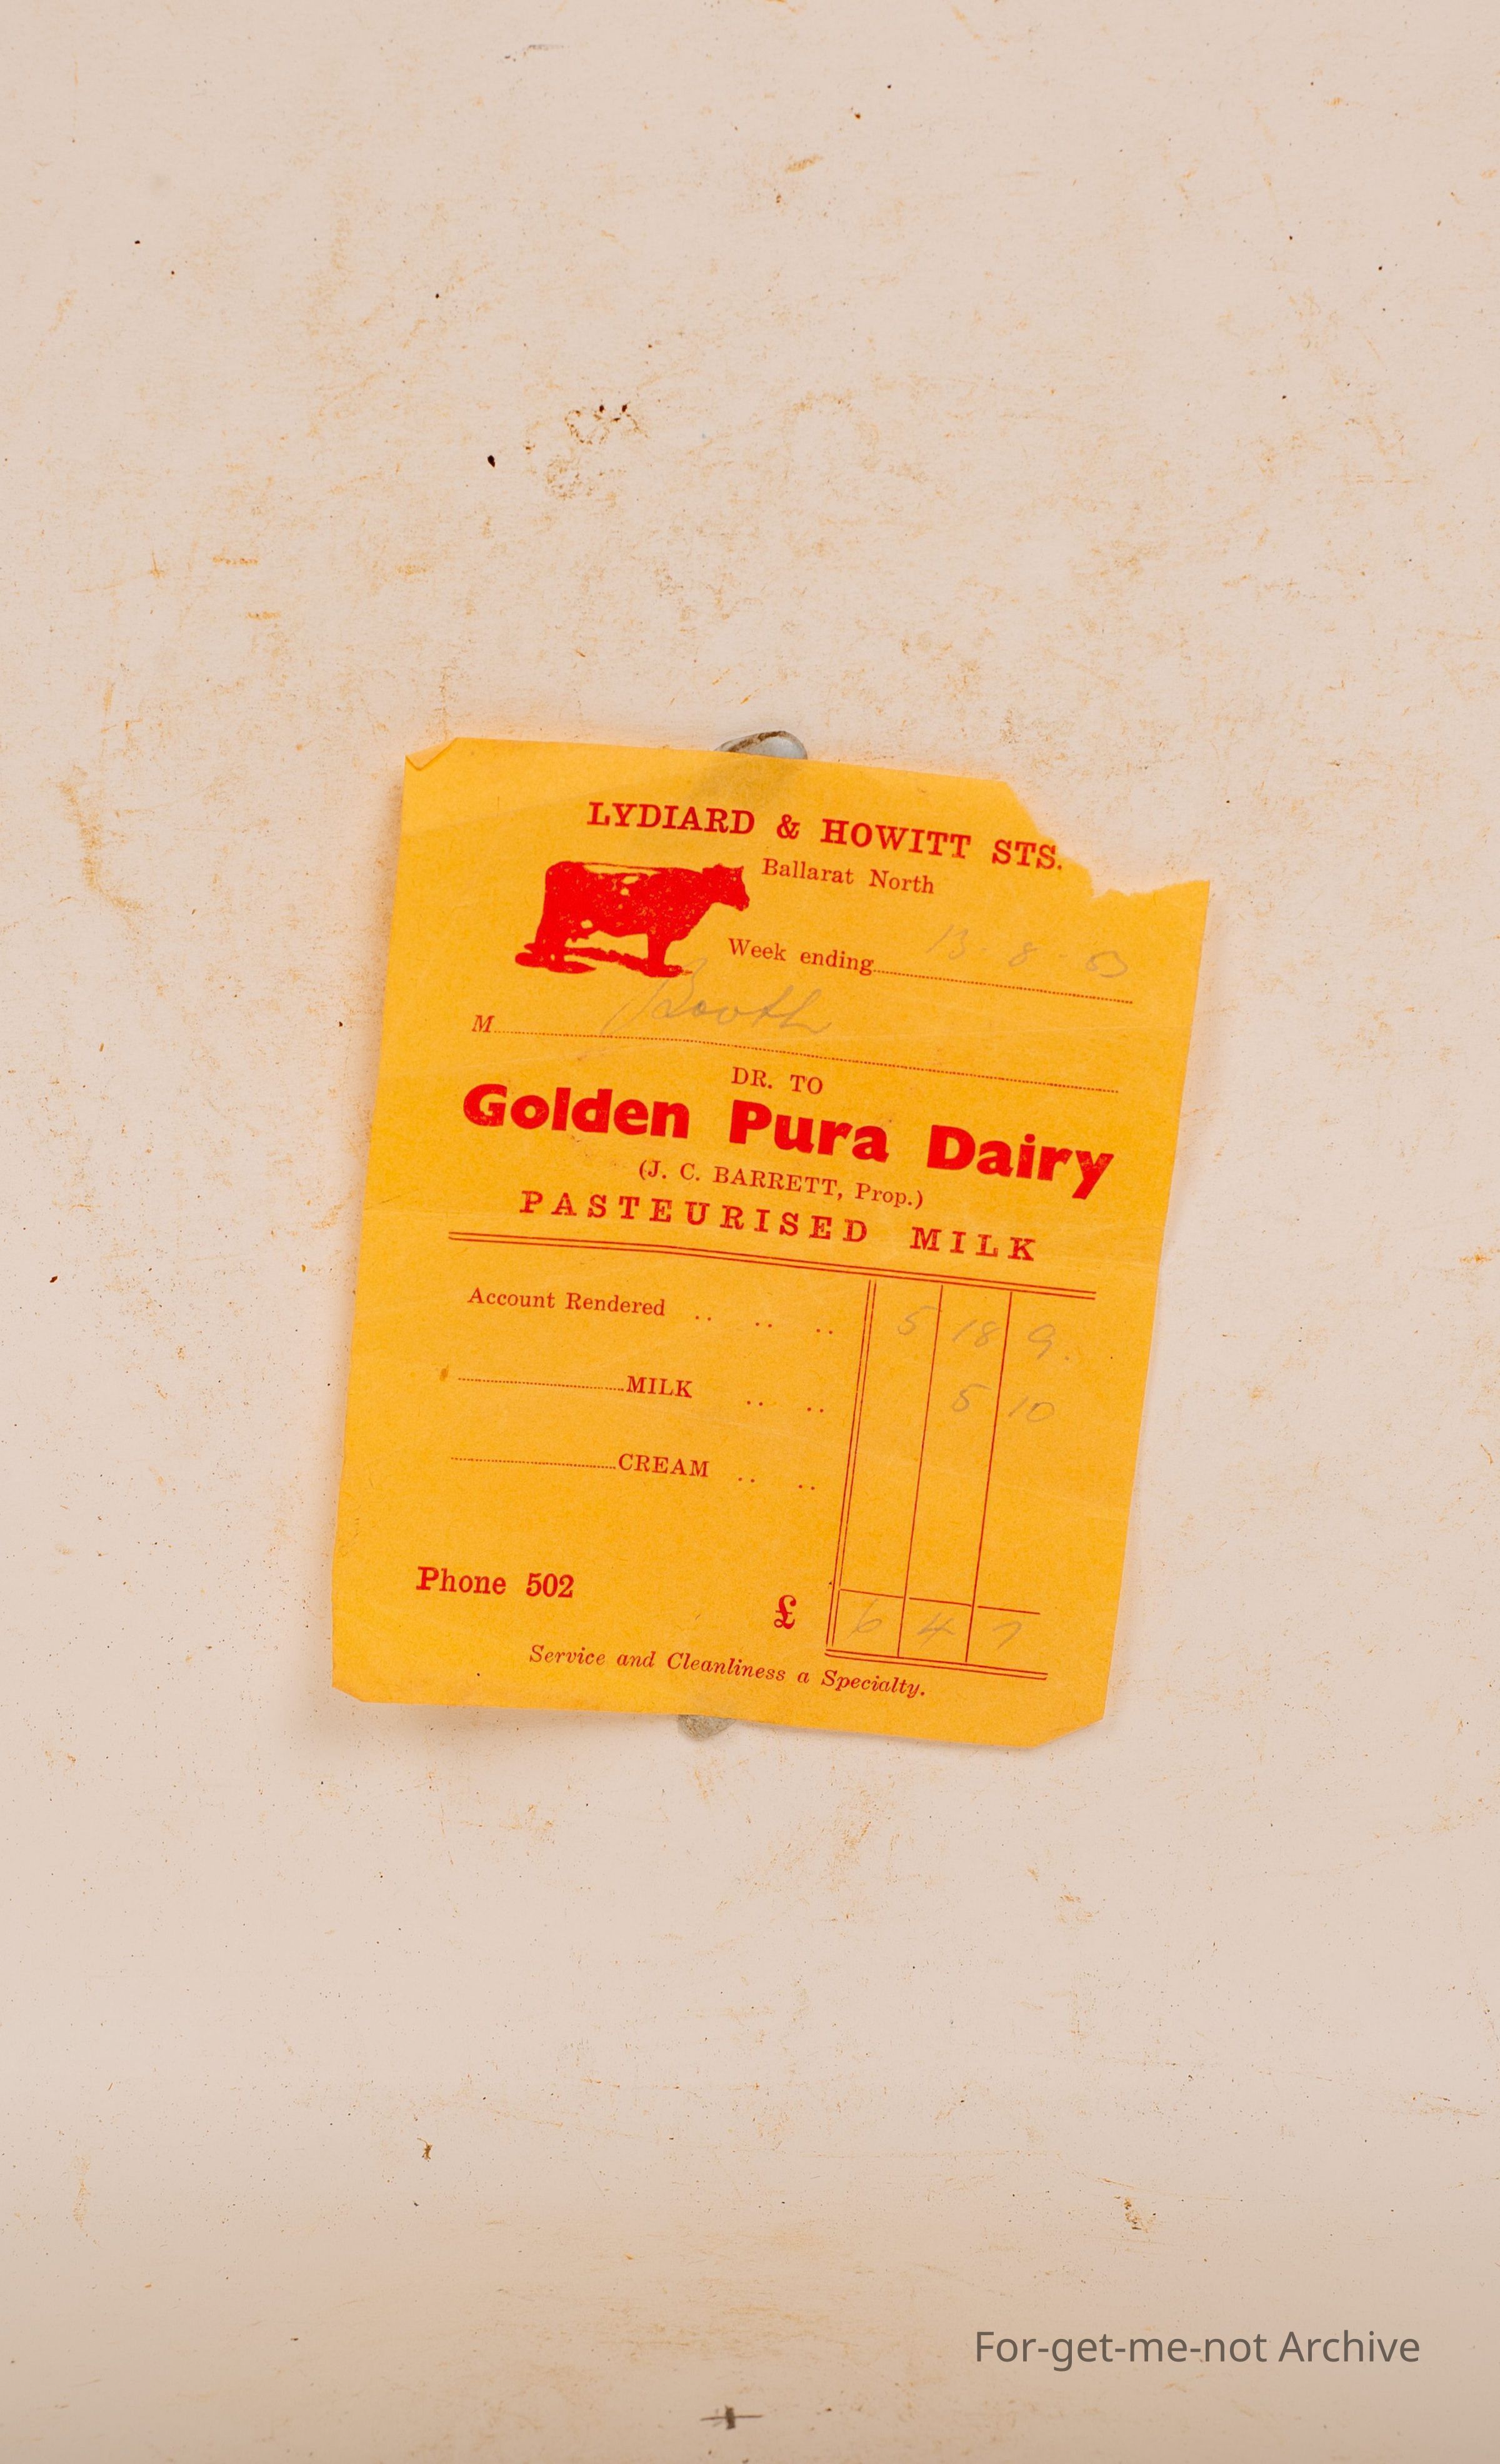 LYDIARD & HOWITT STS.
Ballarat North
Week ending 13. 8. 53
M Booth
DR. TO
Golden Pura Dairy
(J. C. BARRETT, Prop.)
PASTEURISED MILK
Account Rendered .. .. .. 5 18 9.
MILK .. .. 5 10
CREAM .. ..
Phone 502
£ 6 4 7
Service and Cleanliness a Specialty.
For-get-me-not Archive